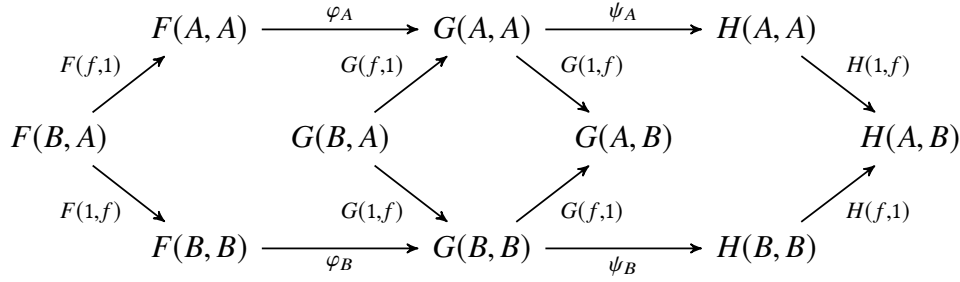 φ_A ψ_A
F(A, A) G(A, A) H(A, A)
F(f,1) G(f,1) G(1,f) H(1,f)
F(B, A) G(B, A) G(A, B) H(A, B)
F(1,f) G(1,f) G(f,1) H(f,1)
F(B, B) G(B, B) H(B, B)
φ_B ψ_B